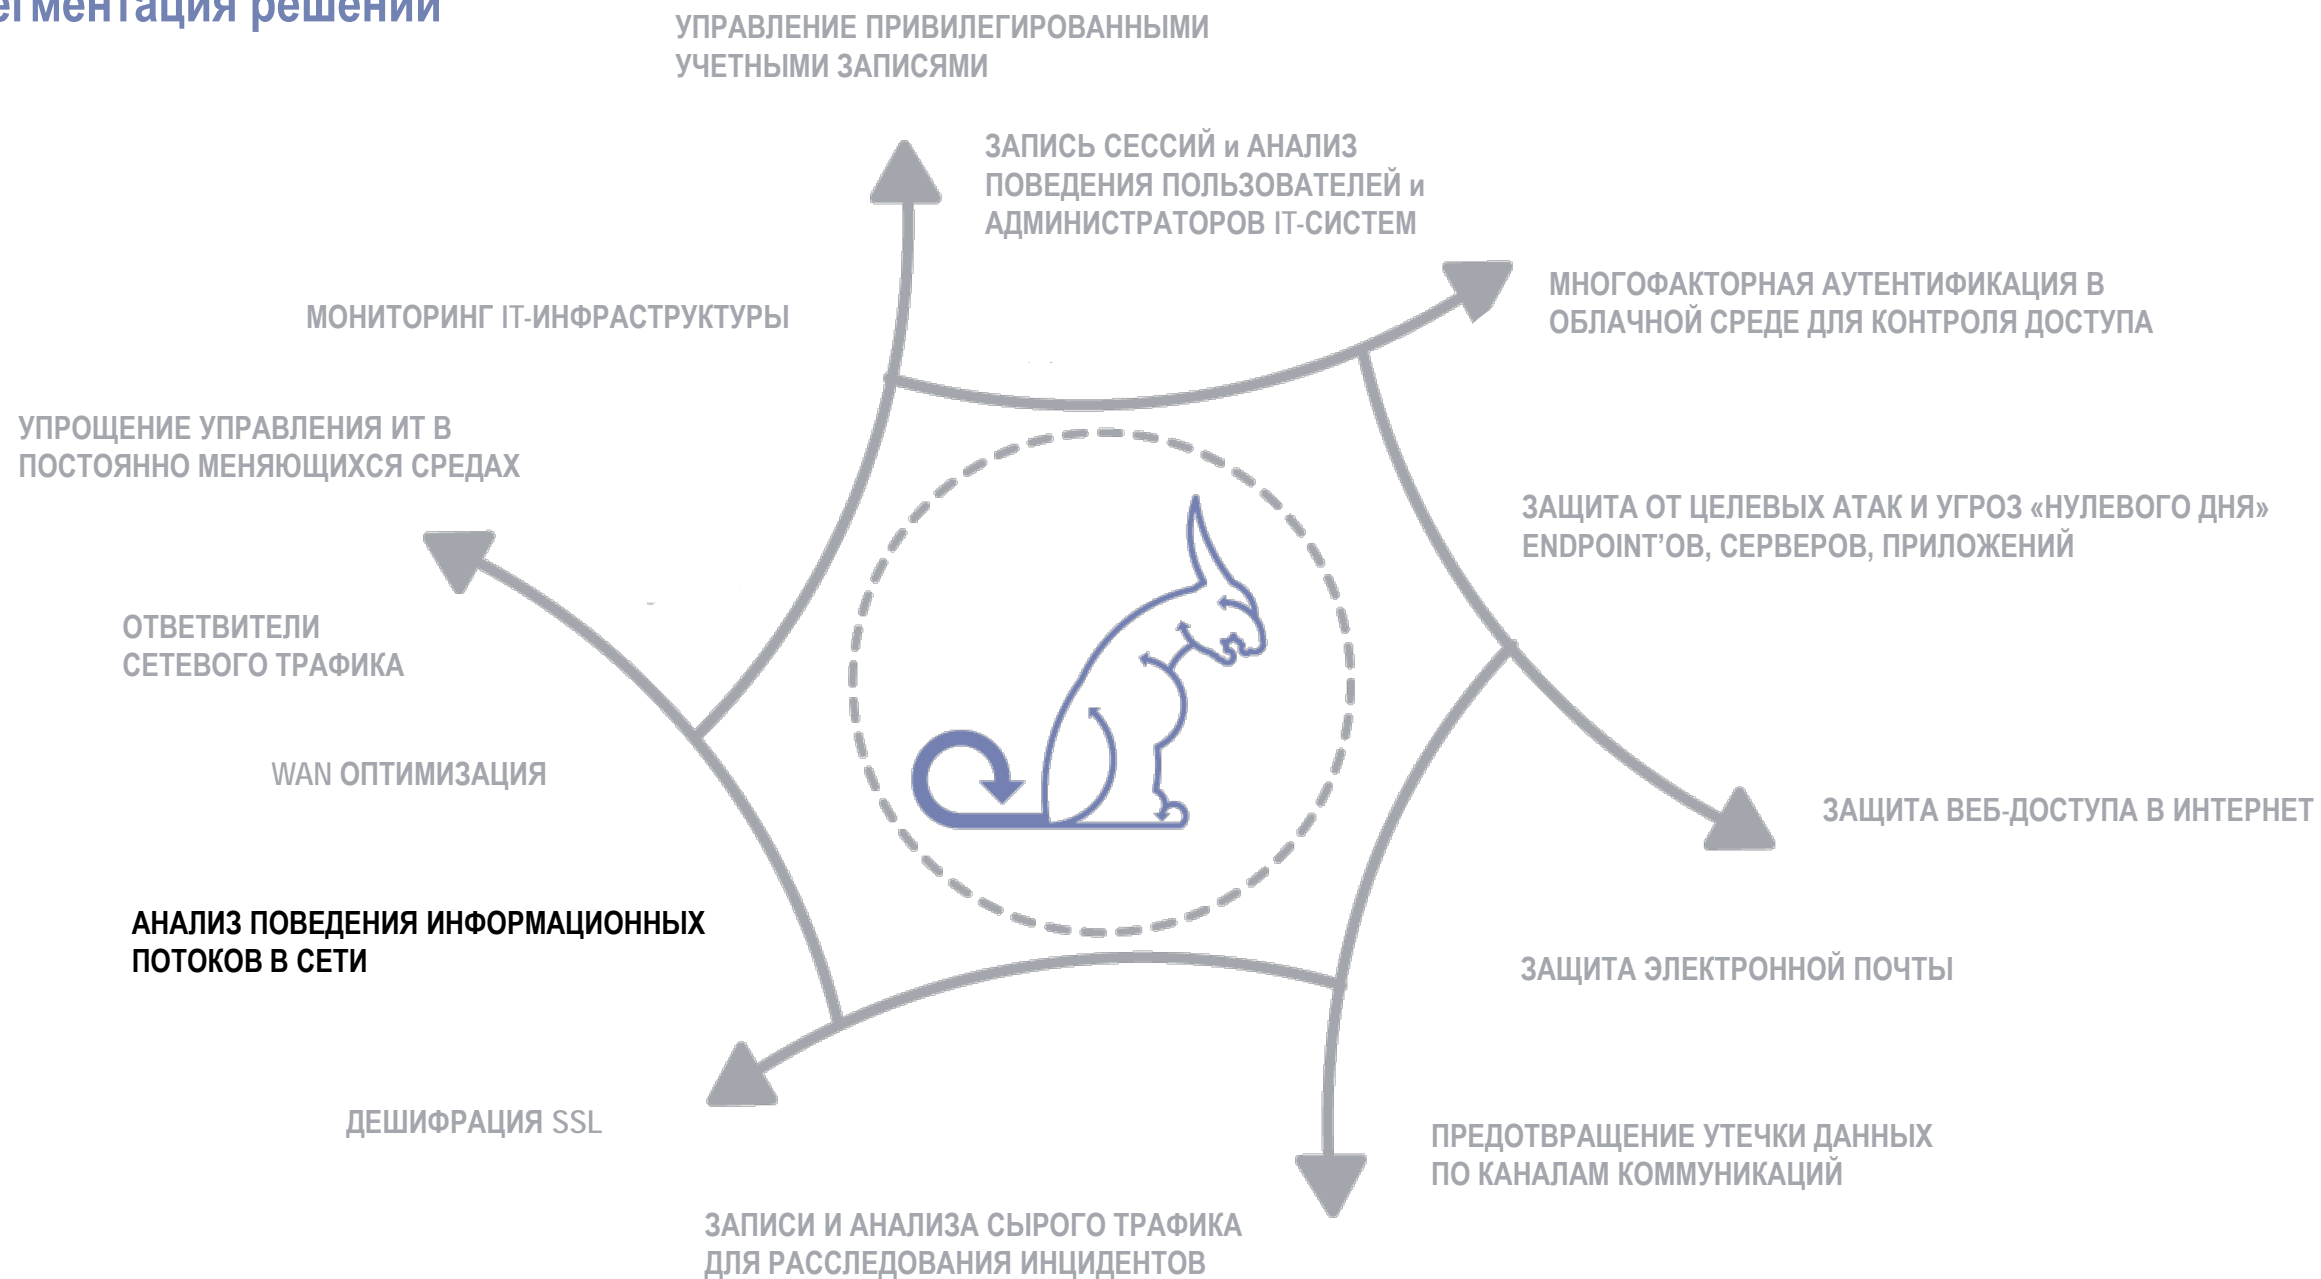 егментация решений
УПРАВЛЕНИЕ ПРИВИЛЕГИРОВАННЫМИ
УЧЕТНЫМИ ЗАПИСЯМИ
ЗАПИСЬ СЕССИЙ и АНАЛИЗ
ПОВЕДЕНИЯ ПОЛЬЗОВАТЕЛЕЙ и
АДМИНИСТРАТОРОВ IT-СИСТЕМ
МНОГОФАКТОРНАЯ АУТЕНТИФИКАЦИЯ В
ОБЛАЧНОЙ СРЕДЕ ДЛЯ КОНТРОЛЯ ДОСТУПА
МОНИТОРИНГ IT-ИНФРАСТРУКТУРЫ
УПРОЩЕНИЕ УПРАВЛЕНИЯ ИТ В
ПОСТОЯННО МЕНЯЮЩИХСЯ СРЕДАХ
ЗАЩИТА ОТ ЦЕЛЕВЫХ АТАК И УГРОЗ «НУЛЕВОГО ДНЯ»
ENDPOINT’ОВ, СЕРВЕРОВ, ПРИЛОЖЕНИЙ
ОТВЕТВИТЕЛИ
СЕТЕВОГО ТРАФИКА
WAN ОПТИМИЗАЦИЯ
ЗАЩИТА ВЕБ-ДОСТУПА В ИНТЕРНЕТ
АНАЛИЗ ПОВЕДЕНИЯ ИНФОРМАЦИОННЫХ
ПОТОКОВ В СЕТИ
ЗАЩИТА ЭЛЕКТРОННОЙ ПОЧТЫ
ДЕШИФРАЦИЯ SSL
ПРЕДОТВРАЩЕНИЕ УТЕЧКИ ДАННЫХ
ПО КАНАЛАМ КОММУНИКАЦИЙ
ЗАПИСИ И АНАЛИЗА СЫРОГО ТРАФИКА
ДЛЯ РАССЛЕДОВАНИЯ ИНЦИДЕНТОВ